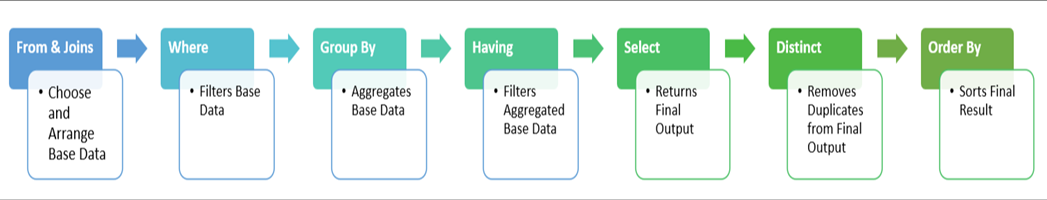 From & Joins
• Choose
and
Arrange
Base Data
Where
• Filters Base
Data
Group By
• Aggregates
Base Data
Having
• Filters
Aggregated
Base Data
Select
• Returns
Final
Output
Distinct
• Removes
Duplicates
from Final
Output
Order By
• Sorts Final
Result